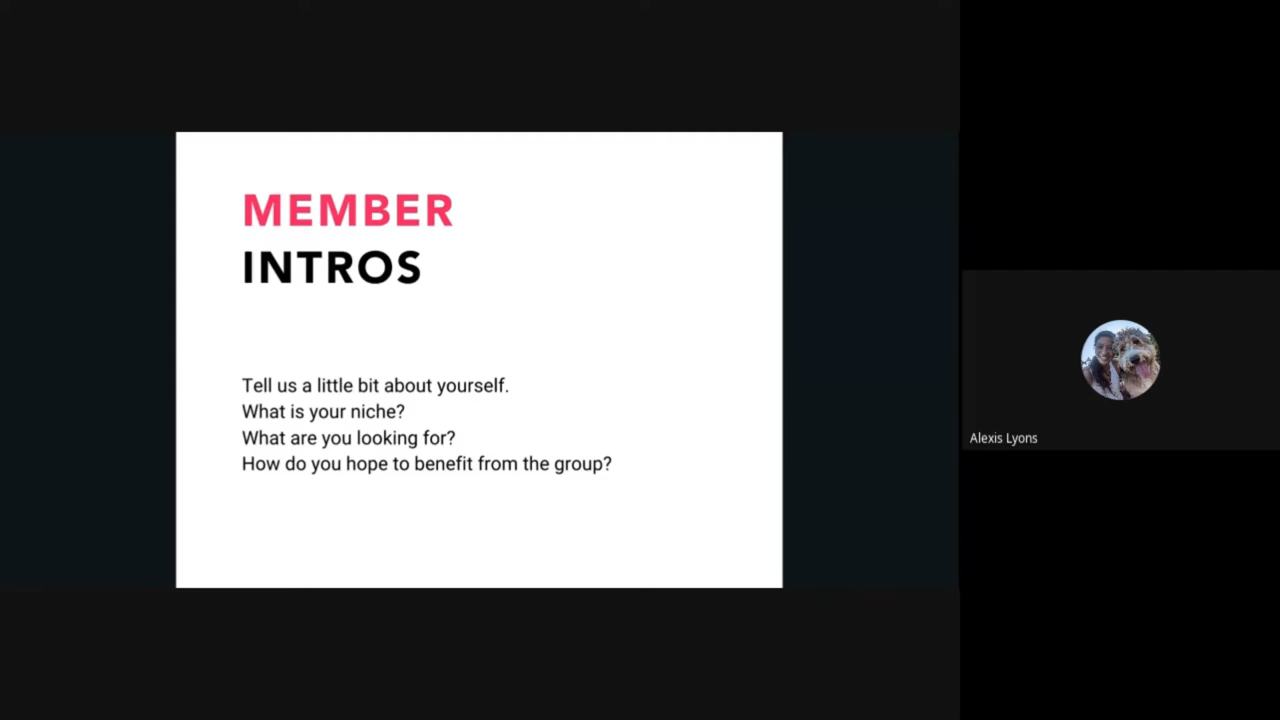 MEMBER
INTROS
Tell us a little bit about yourself.
What is your niche?
What are you looking for?
How do you hope to benefit from the group?
Alexis Lyons